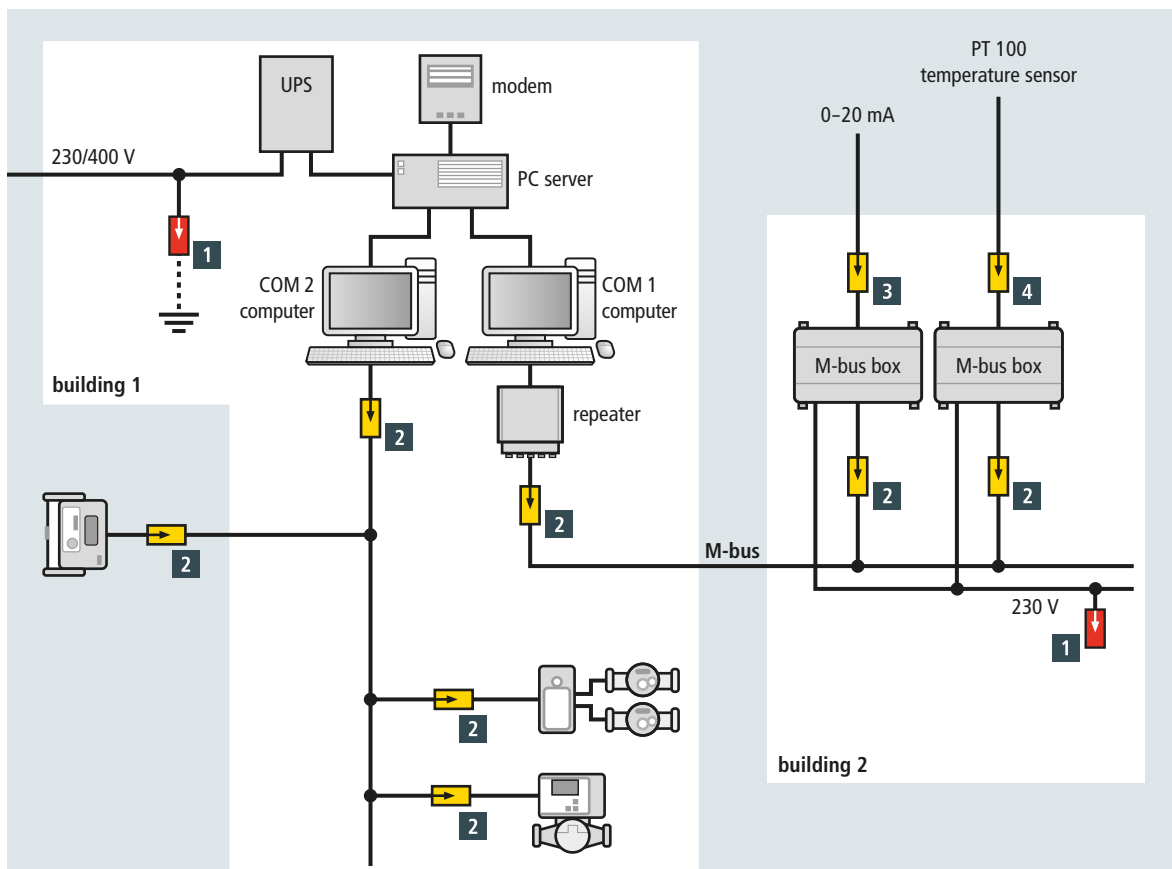 UPS
modem
PT 100
temperature sensor
0–20 mA
230/400 V
PC server
1
COM 2
computer
COM 1
computer
3
4
M-bus box
M-bus box
building 1
repeater
2
2
2
2
2
M-bus
230 V
1
2
2
building 2